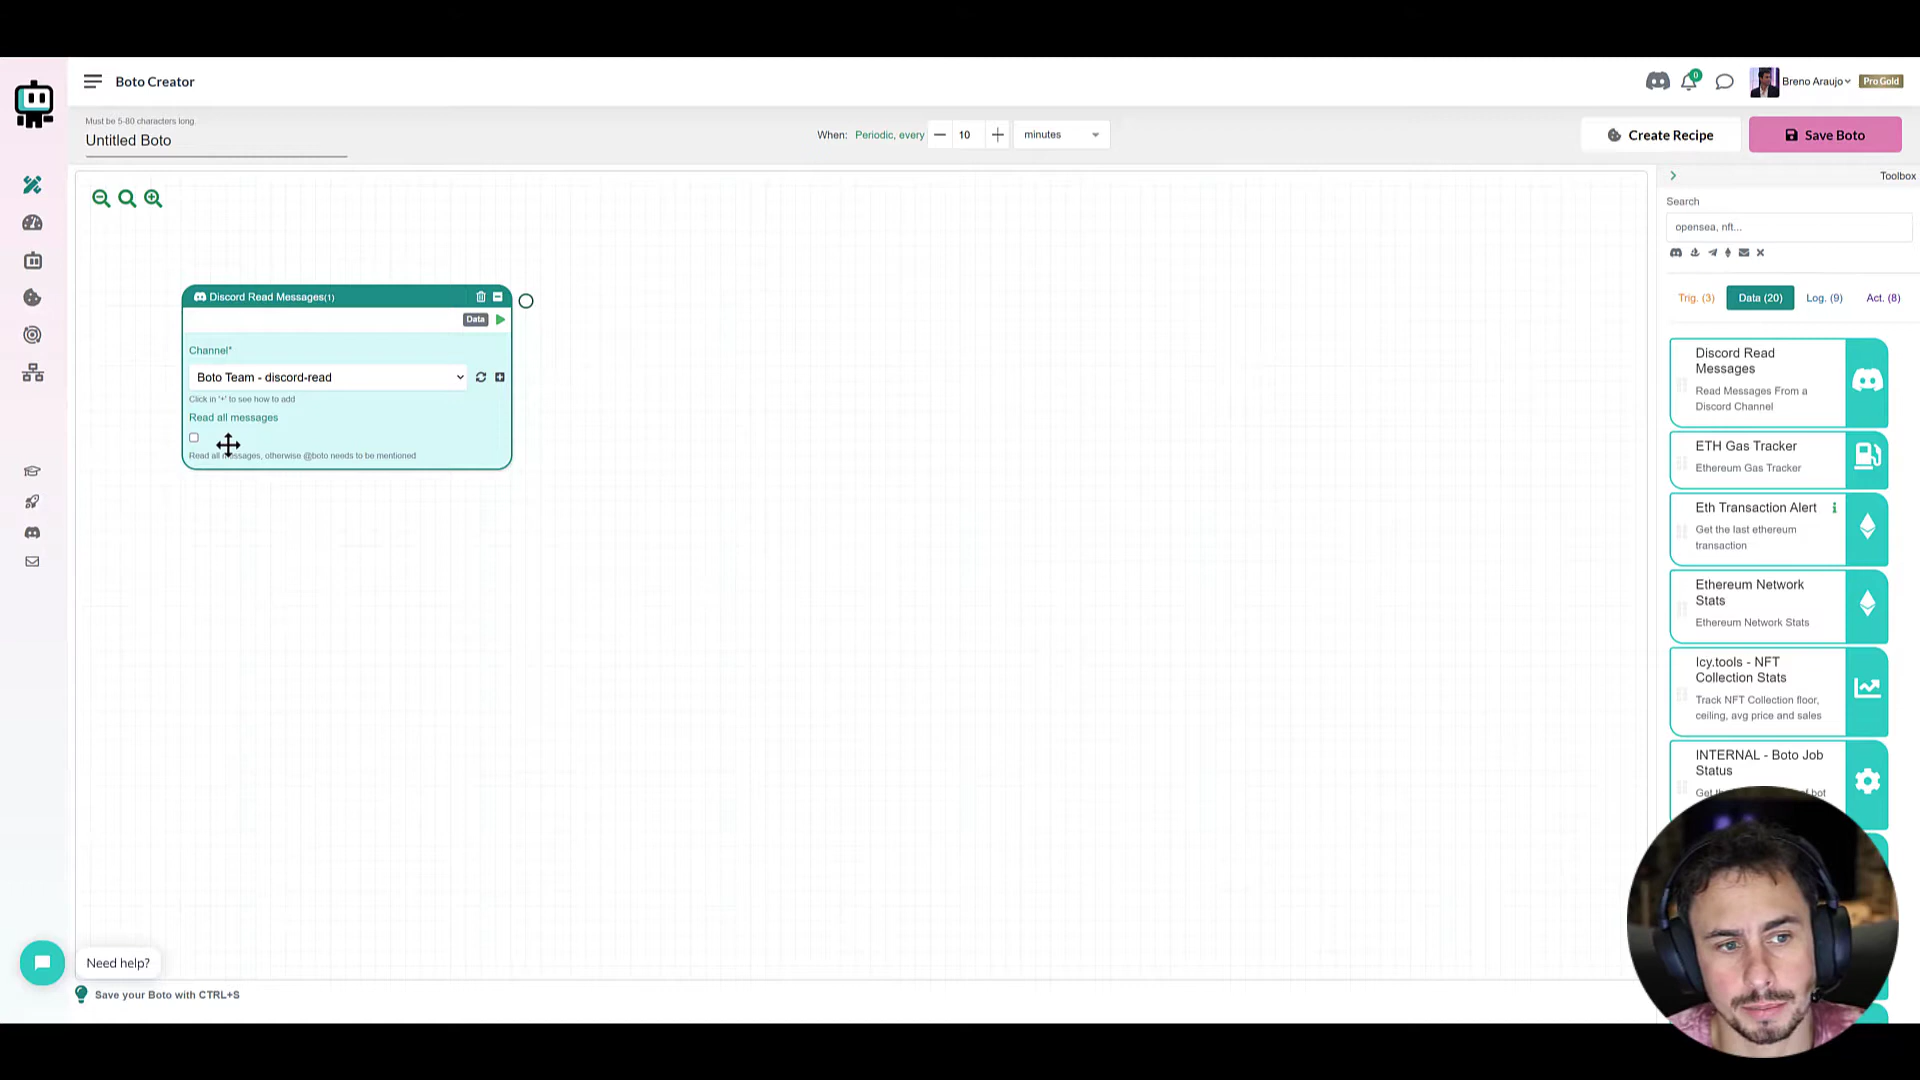 Boto Creator
0
Breno Araujo
Pro Gold
Must be 5-80 characters long.
Untitled Boto
When: Periodic, every
10
minutes
Create Recipe
Save Boto
Toolbox
Search
opensea, nft...
Trig. (3)
Data (20)
Log. (9)
Act. (8)
Discord Read Messages(1)
Data
Channel*
Boto Team - discord-read
Click in '+' to see how to add
Read all messages
Read all messages, otherwise @boto needs to be mentioned
Discord Read
Messages
Read Messages From a
Discord Channel
ETH Gas Tracker
Ethereum Gas Tracker
Eth Transaction Alert
Get the last ethereum
transaction
Ethereum Network
Stats
Ethereum Network Stats
Icy.tools - NFT
Collection Stats
Track NFT Collection floor,
ceiling, avg price and sales
INTERNAL - Boto Job
Status
Need help?
Save your Boto with CTRL+S